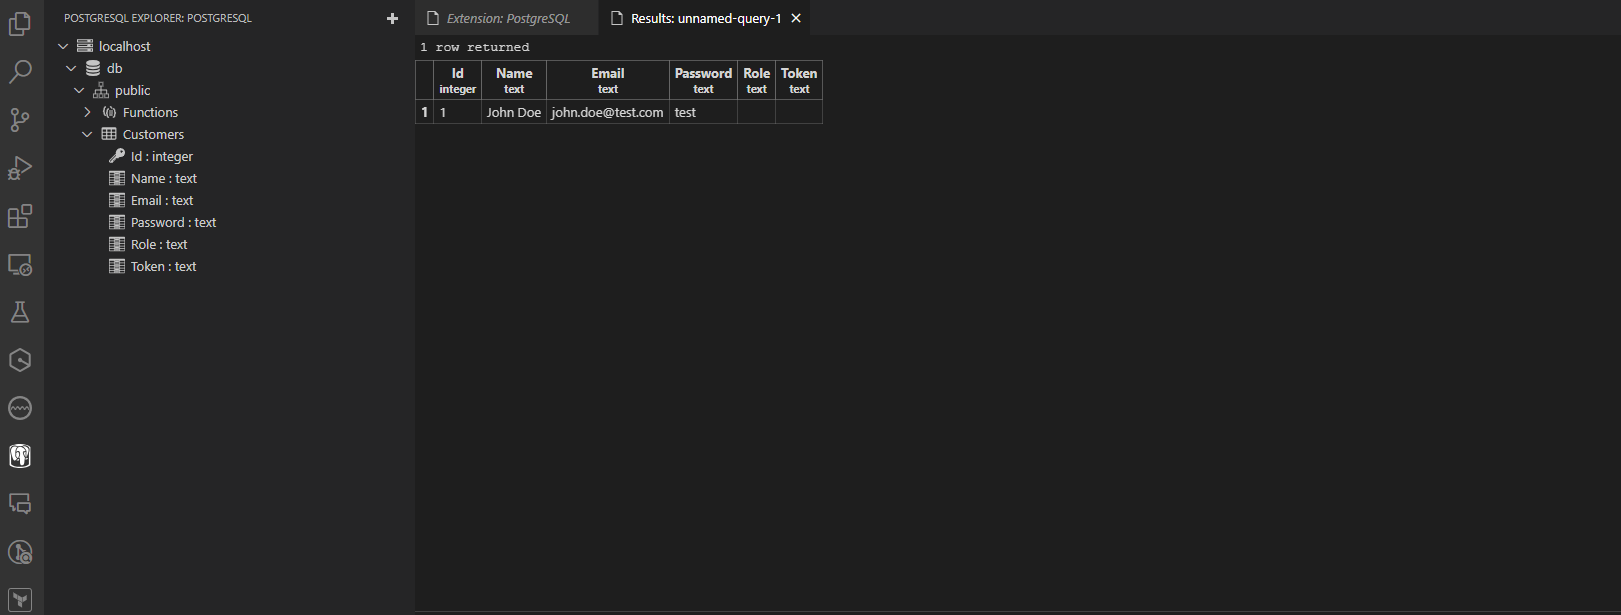 POSTGRESQL EXPLORER: POSTGRESQL
localhost
db
public
Functions
Customers
Id : integer
Name : text
Email : text
Password : text
Role : text
Token : text
Extension: PostgreSQL
Results: unnamed-query-1
1 row returned
Id Name Email Password Role Token
integer text text text text text
1 1 John Doe john.doe@test.com test